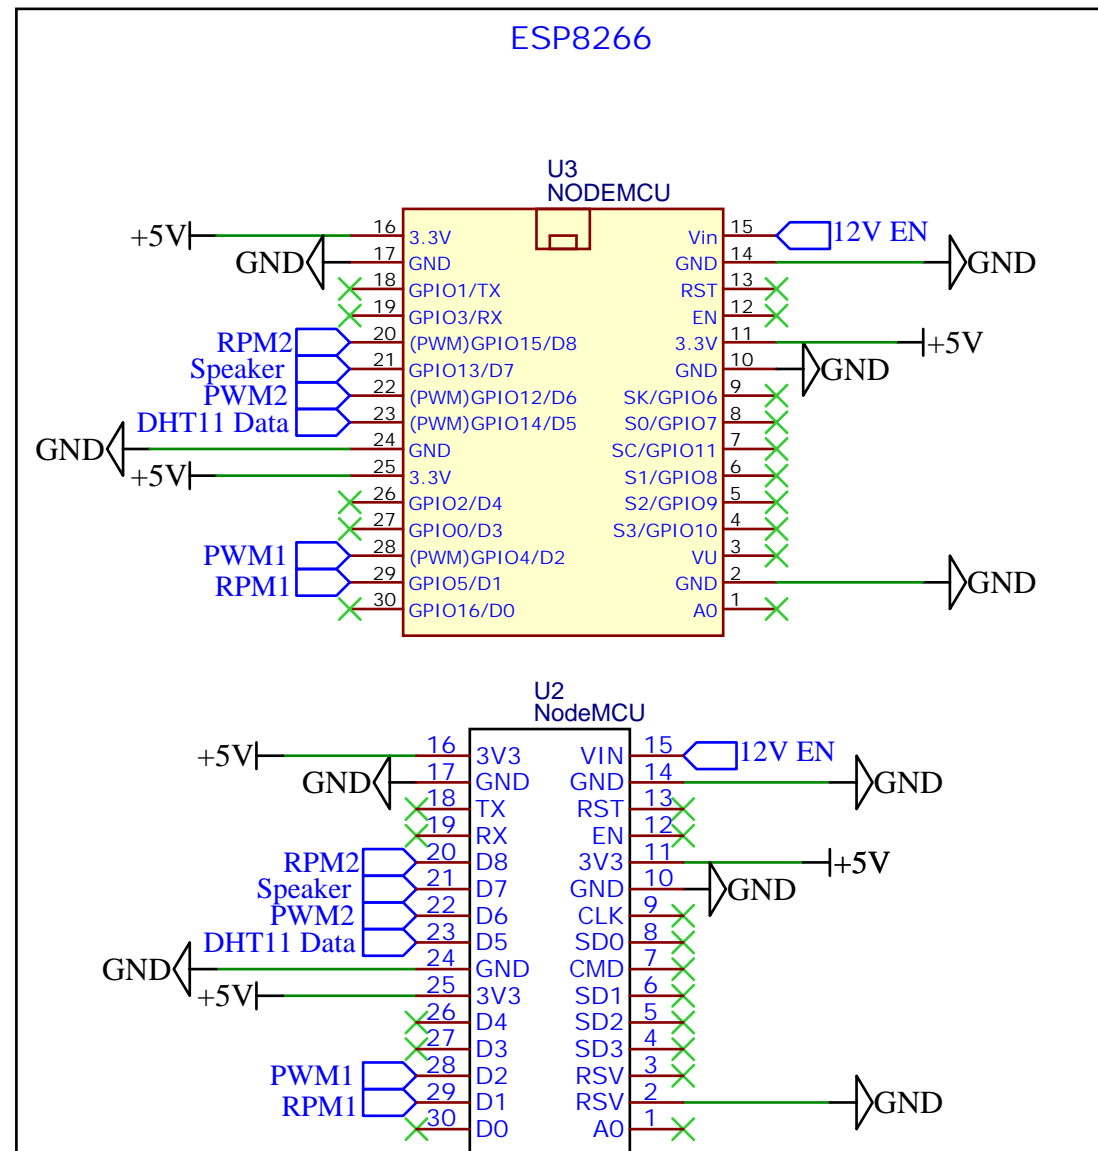 ESP8266
U3
NODEMCU
+5V 16 3.3V Vin 15 12V EN
GND 17 GND GND 14 GND
18 GPIO1/TX RST 13
19 GPIO3/RX EN 12
RPM2 20 (PWM)GPIO15/D8 3.3V 11 +5V
Speaker 21 GPIO13/D7 GND 10 GND
PWM2 22 (PWM)GPIO12/D6 SK/GPIO6 9
DHT11 Data 23 (PWM)GPIO14/D5 S0/GPIO7 8
GND 24 GND SC/GPIO11 7
+5V 25 3.3V S1/GPIO8 6
26 GPIO2/D4 S2/GPIO9 5
27 GPIO0/D3 S3/GPIO10 4
PWM1 28 (PWM)GPIO4/D2 VU 3
RPM1 29 GPIO5/D1 GND 2 GND
30 GPIO16/D0 A0 1
U2
NodeMCU
+5V 16 3V3 VIN 15 12V EN
GND 17 GND GND 14 GND
18 TX RST 13
19 RX EN 12
RPM2 20 D8 3V3 11 +5V
Speaker 21 D7 GND 10 GND
PWM2 22 D6 CLK 9
DHT11 Data 23 D5 SD0 8
GND 24 GND CMD 7
+5V 25 3V3 SD1 6
26 D4 SD2 5
27 D3 SD3 4
PWM1 28 D2 RSV 3
RPM1 29 D1 RSV 2 GND
30 D0 A0 1